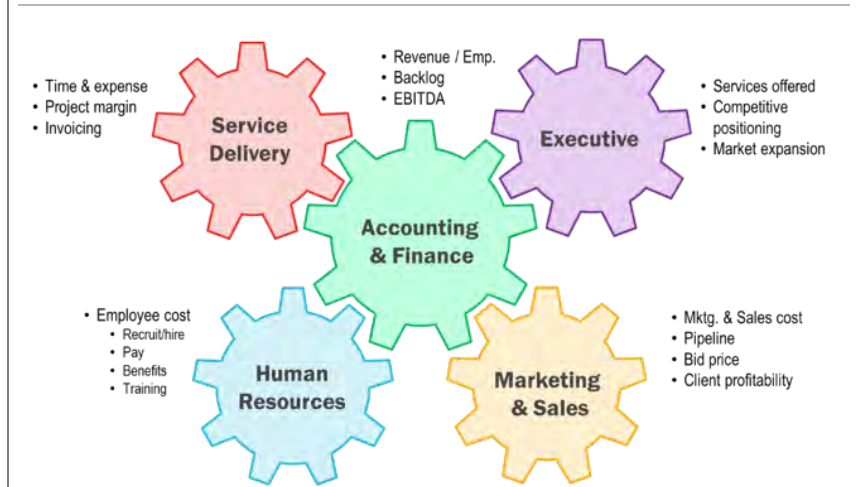 • Revenue / Emp.
• Backlog
• EBITDA
• Time & expense
• Project margin
• Invoicing
Service
Delivery
Executive
• Services offered
• Competitive
positioning
• Market expansion
Accounting
& Finance
• Employee cost
• Recruit/hire
• Pay
• Benefits
• Training
Human
Resources
Marketing
& Sales
• Mktg. & Sales cost
• Pipeline
• Bid price
• Client profitability